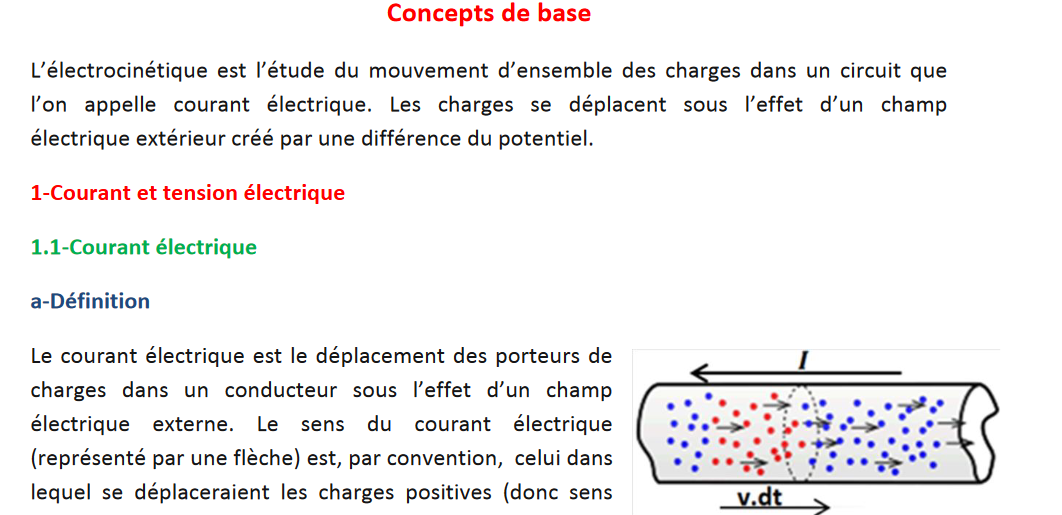 Concepts de base
L’électrocinétique est l’étude du mouvement d’ensemble des charges dans un circuit que
l’on appelle courant électrique. Les charges se déplacent sous l’effet d’un champ
électrique extérieur créé par une différence du potentiel.
1-Courant et tension électrique
1.1-Courant électrique
a-Définition
Le courant électrique est le déplacement des porteurs de
charges dans un conducteur sous l’effet d’un champ
électrique externe. Le sens du courant électrique
(représenté par une flèche) est, par convention, celui dans
lequel se déplaceraient les charges positives (donc sens
I
v.dt